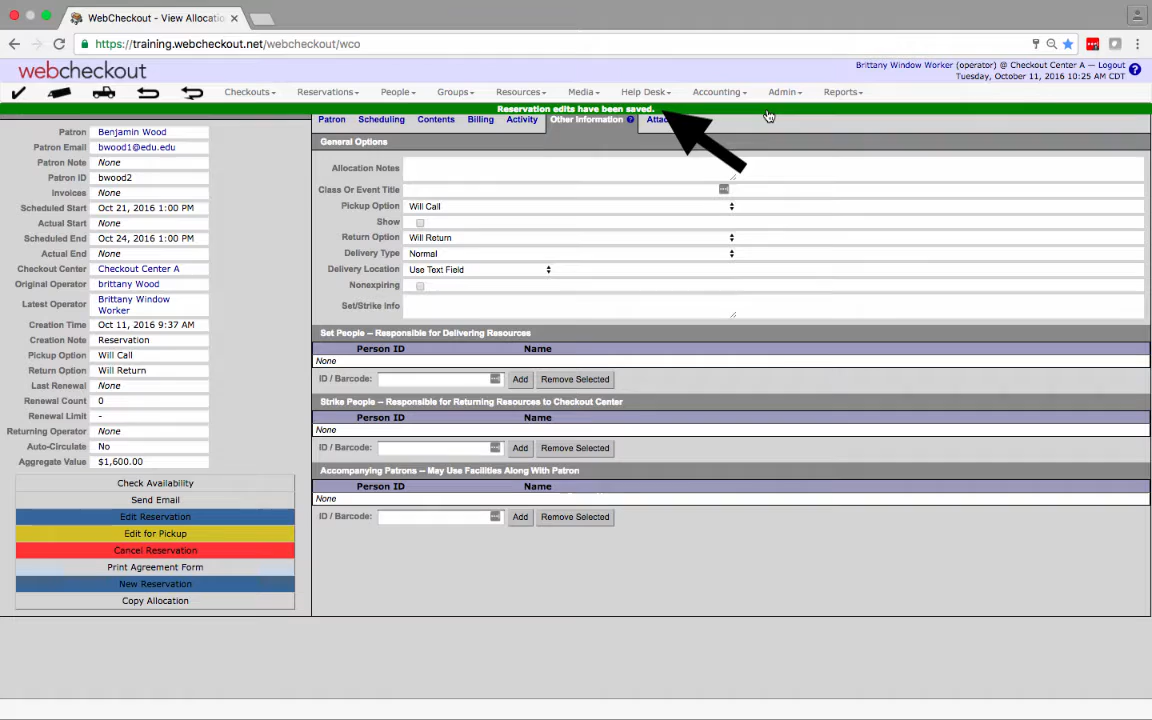 WebCheckout - View Allocatio
https://training.webcheckout.net/webcheckout/wco
webcheckout
Brittany Window Worker (operator) @ Checkout Center A — Logout
Tuesday, October 11, 2016 10:25 AM CDT
Checkouts
Reservations
People
Groups
Resources
Media
Help Desk
Accounting
Admin
Reports
Reservation edits have been saved.
Patron
Scheduling
Contents
Billing
Activity
Other Information
Patron Benjamin Wood
Patron Email bwood1@edu.edu
Patron Note None
Patron ID bwood2
Invoices None
Scheduled Start Oct 21, 2016 1:00 PM
Actual Start None
Scheduled End Oct 24, 2016 1:00 PM
Actual End None
Checkout Center Checkout Center A
Original Operator brittany Wood
Latest Operator Brittany Window Worker
Creation Time Oct 11, 2016 9:37 AM
Creation Note Reservation
Pickup Option Will Call
Return Option Will Return
Last Renewal None
Renewal Count 0
Renewal Limit -
Returning Operator None
Auto-Circulate No
Aggregate Value $1,600.00
Check Availability
Send Email
Edit Reservation
Edit for Pickup
Cancel Reservation
Print Agreement Form
New Reservation
Copy Allocation
General Options
Allocation Notes
Class Or Event Title
Pickup Option Will Call
Show
Return Option Will Return
Delivery Type Normal
Delivery Location Use Text Field
Nonexpiring
Set/Strike Info
Set People -- Responsible for Delivering Resources
Person ID Name
None
ID / Barcode: Add Remove Selected
Strike People -- Responsible for Returning Resources to Checkout Center
Person ID Name
None
ID / Barcode: Add Remove Selected
Accompanying Patrons -- May Use Facilities Along With Patron
Person ID Name
None
ID / Barcode: Add Remove Selected